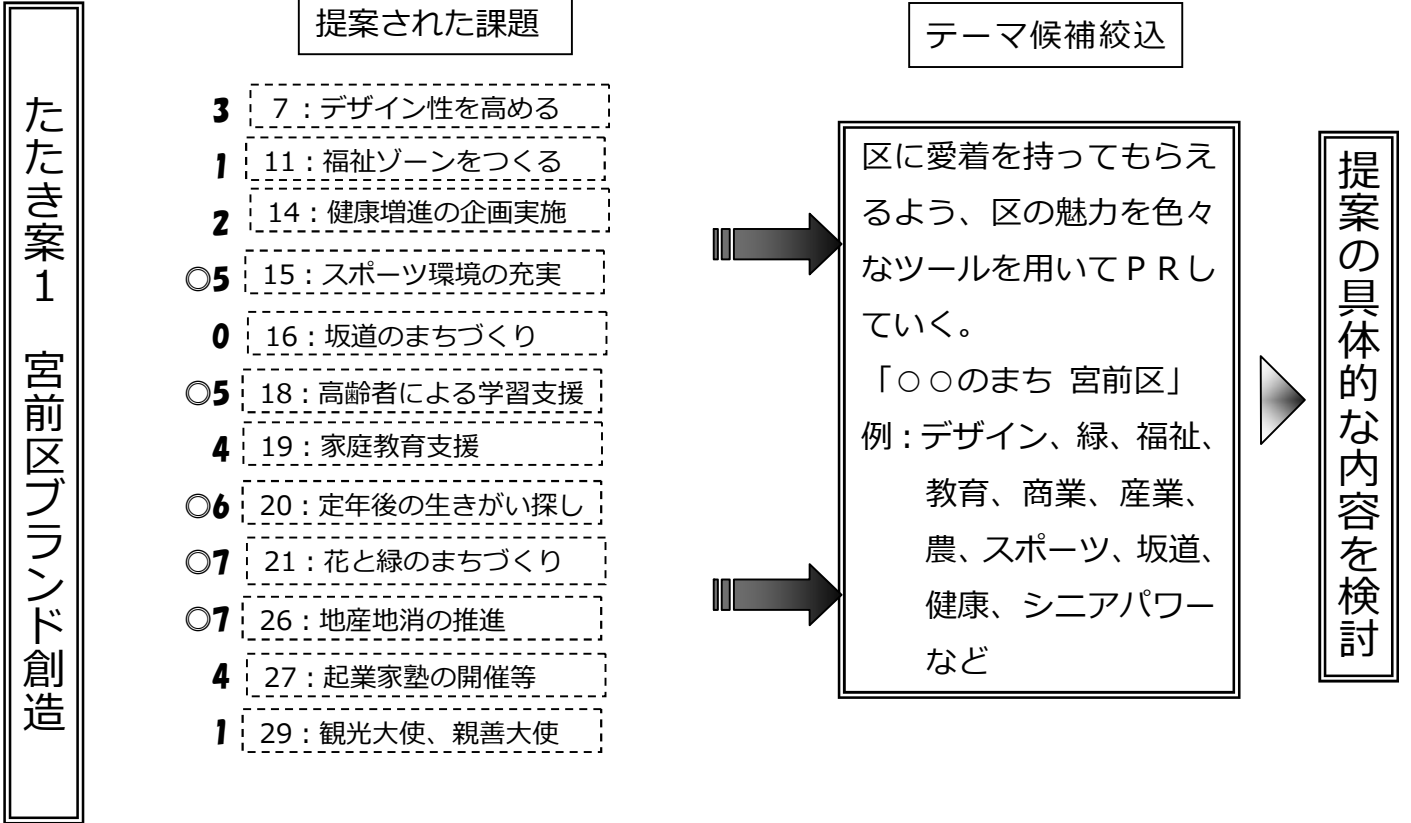 たたき案1 宮前区ブランド創造
提案された課題
3 7：デザイン性を高める
1 11：福祉ゾーンをつくる
2 14：健康増進の企画実施
◎5 15：スポーツ環境の充実
0 16：坂道のまちづくり
◎5 18：高齢者による学習支援
4 19：家庭教育支援
◎6 20：定年後の生きがい探し
◎7 21：花と緑のまちづくり
◎7 26：地産地消の推進
4 27：起業家塾の開催等
1 29：観光大使、親善大使
テーマ候補絞込
区に愛着を持ってもらえ
るよう、区の魅力を色々
なツールを用いてＰＲし
ていく。
「○○のまち 宮前区」
例：デザイン、緑、福祉、
教育、商業、産業、
農、スポーツ、坂道、
健康、シニアパワー
など
提案の具体的な内容を検討